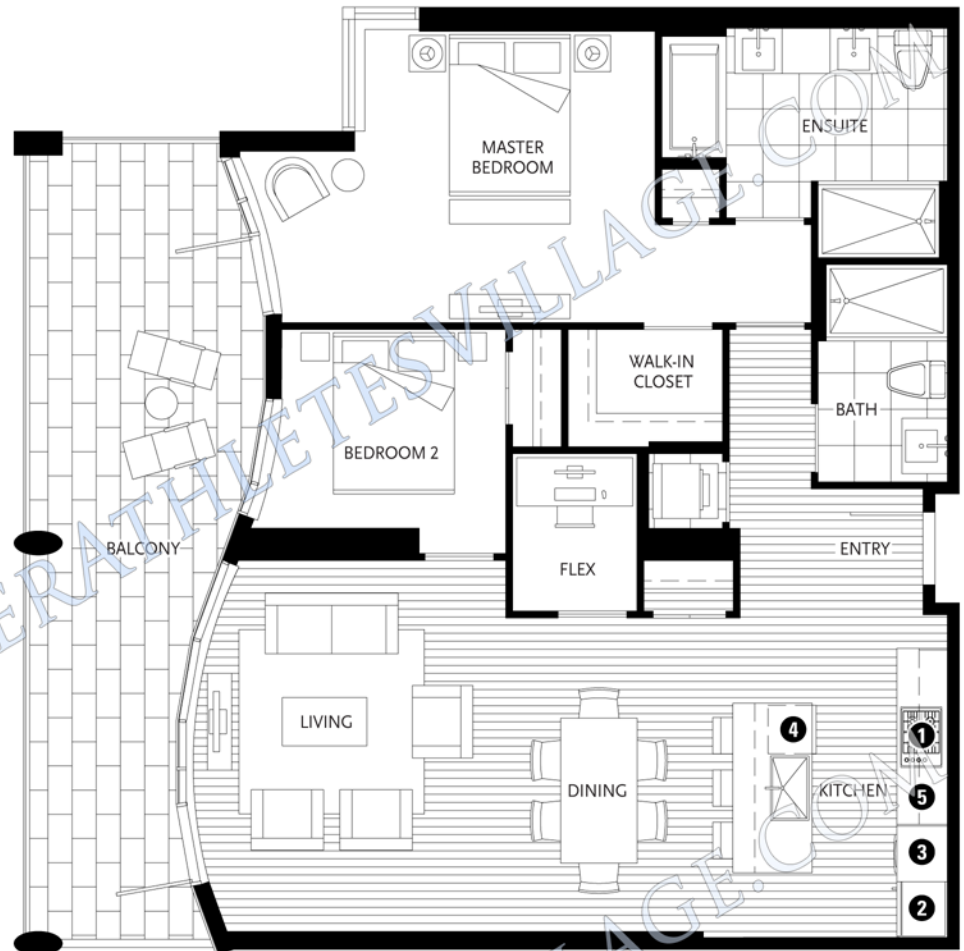 ENSUITE
MASTER
BEDROOM
WALK-IN
CLOSET
BATH
BEDROOM 2
BALCONY
ENTRY
FLEX
LIVING
4
1
DINING
KITCHEN
5
3
2
ERATHLETESVILLAGE.COM
AGE.COM